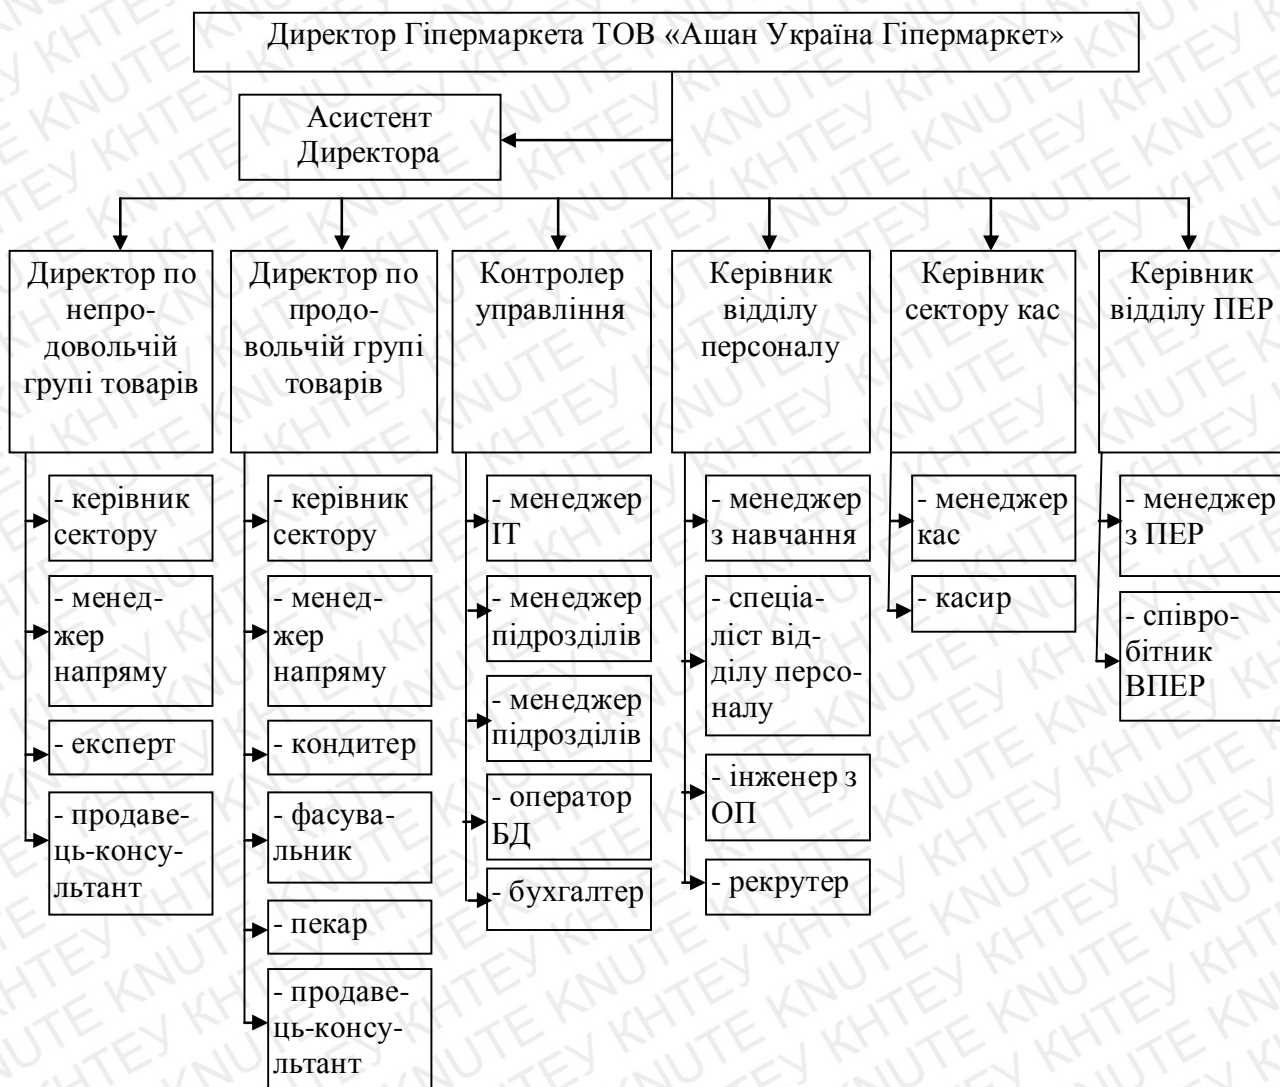 Директор Гіпермаркета ТОВ «Ашан Україна Гіпермаркет»
Асистент
Директора
Директор по
непро-
довольчій
групі товарів
- керівник
сектору
- менед-
жер
напряму
- експерт
- продаве-
ць-консу-
льтант
Директор по
продо-
вольчій групі
товарів
- керівник
сектору
- менед-
жер
напряму
- кондитер
- фасува-
льник
- пекар
- продаве-
ць-консу-
льтант
Контролер
управління
- менеджер
ІТ
- менеджер
підрозділів
- менеджер
підрозділів
- оператор
БД
- бухгалтер
Керівник
відділу
персоналу
- менеджер
з навчання
- спеціа-
ліст від-
ділу персо-
налу
- інженер з
ОП
- рекрутер
Керівник
сектору кас
- менеджер
кас
- касир
Керівник
відділу ПЕР
- менеджер
з ПЕР
- співро-
бітник
ВПЕР